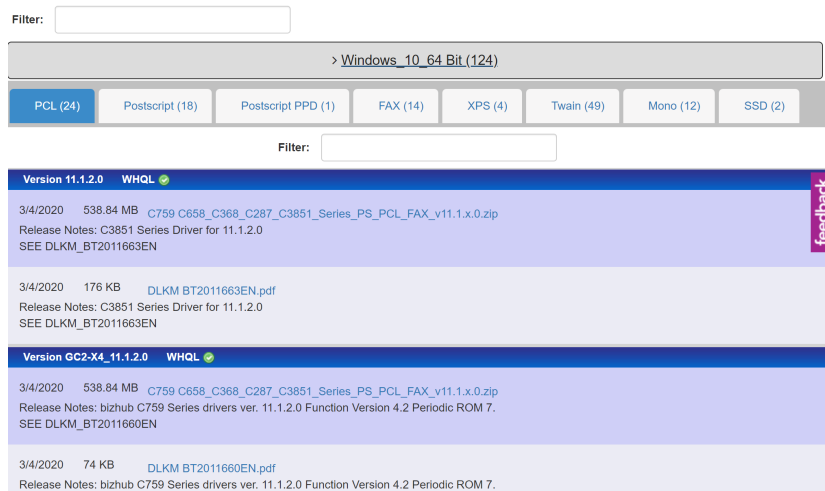 Filter:
> Windows_10_64 Bit (124)
PCL (24) Postscript (18) Postscript PPD (1) FAX (14) XPS (4) Twain (49) Mono (12) SSD (2)
Filter:
Version 11.1.2.0 WHQL
feedback
3/4/2020 538.84 MB C759 C658_C368_C287_C3851_Series_PS_PCL_FAX_v11.1.x.0.zip
Release Notes: C3851 Series Driver for 11.1.2.0
SEE DLKM_BT2011663EN
3/4/2020 176 KB DLKM BT2011663EN.pdf
Release Notes: C3851 Series Driver for 11.1.2.0
SEE DLKM_BT2011663EN
Version GC2-X4_11.1.2.0 WHQL
3/4/2020 538.84 MB C759 C658_C368_C287_C3851_Series_PS_PCL_FAX_v11.1.x.0.zip
Release Notes: bizhub C759 Series drivers ver. 11.1.2.0 Function Version 4.2 Periodic ROM 7.
SEE DLKM_BT2011660EN
3/4/2020 74 KB DLKM BT2011660EN.pdf
Release Notes: bizhub C759 Series drivers ver. 11.1.2.0 Function Version 4.2 Periodic ROM 7.